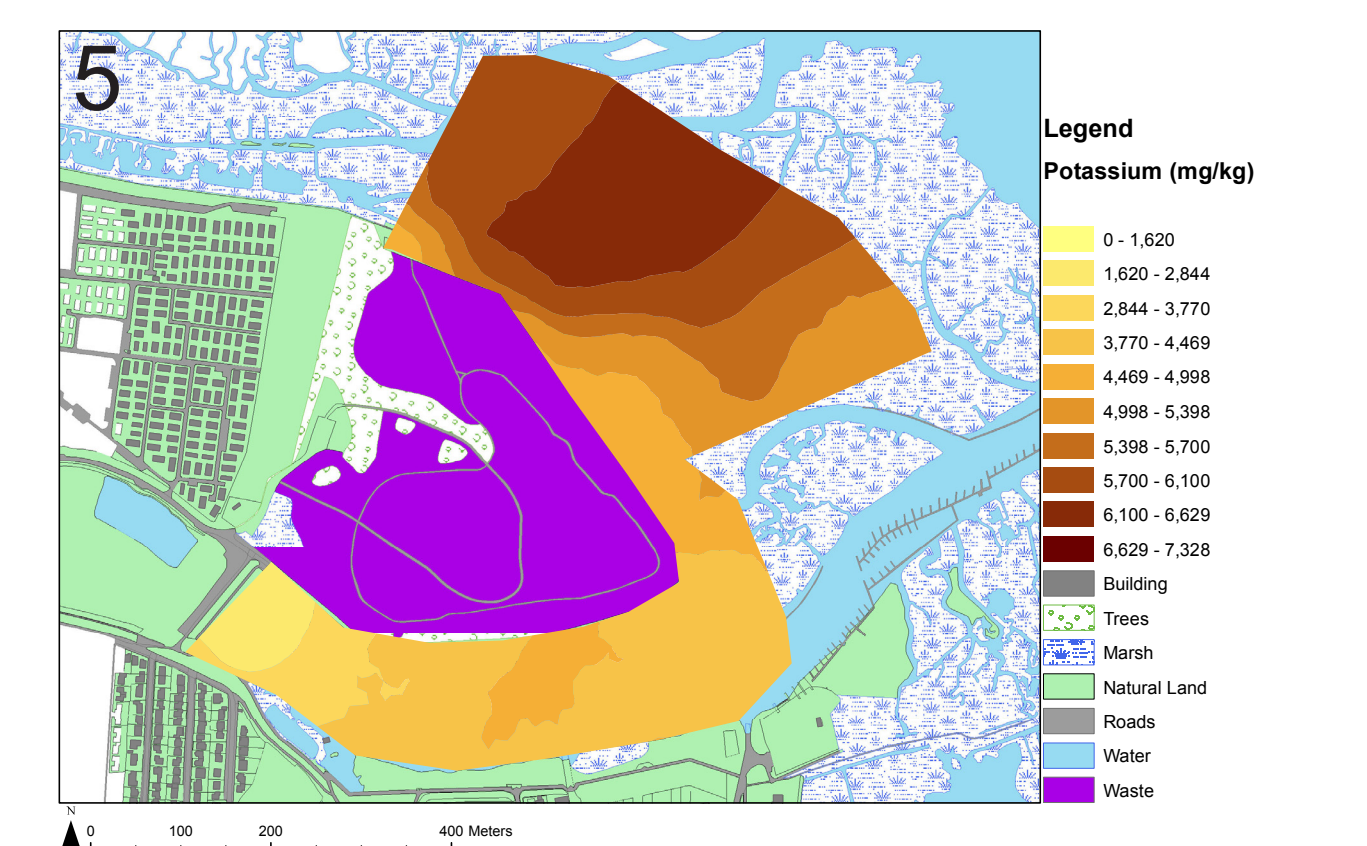 5
Legend
Potassium (mg/kg)
0 - 1,620
1,620 - 2,844
2,844 - 3,770
3,770 - 4,469
4,469 - 4,998
4,998 - 5,398
5,398 - 5,700
5,700 - 6,100
6,100 - 6,629
6,629 - 7,328
Building
Trees
Marsh
Natural Land
Roads
Water
Waste
N
0 100 200 400 Meters